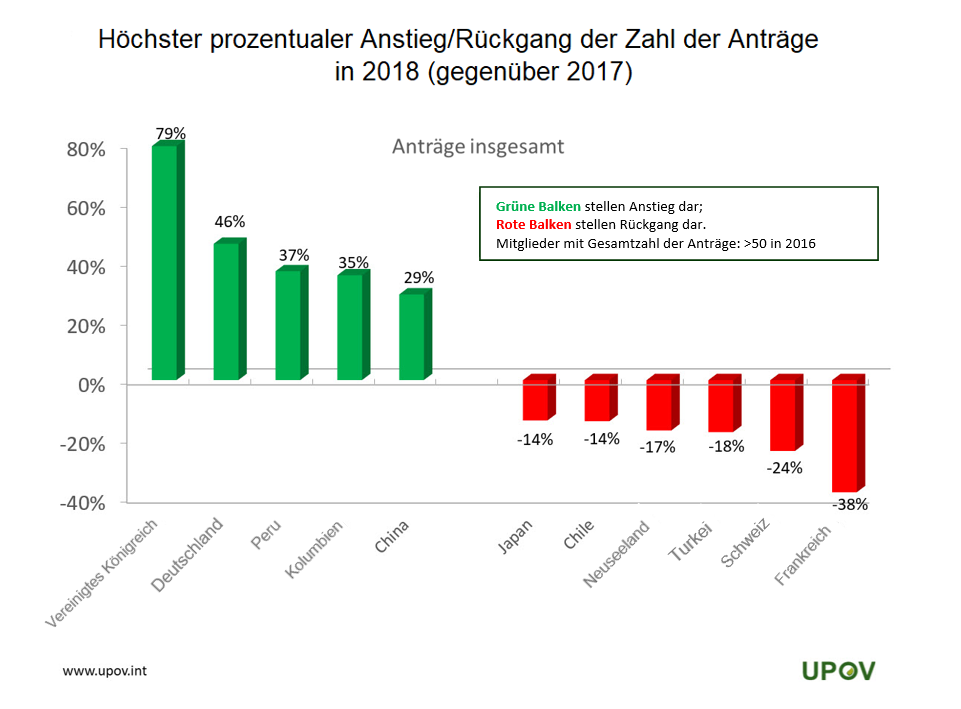 Höchster prozentualer Anstieg/Rückgang der Zahl der Anträge
in 2018 (gegenüber 2017)
Anträge insgesamt
Grüne Balken stellen Anstieg dar;
Rote Balken stellen Rückgang dar.
Mitglieder mit Gesamtzahl der Anträge: >50 in 2016
80%
60%
40%
20%
0%
-20%
-40%
79%
46%
37%
35%
29%
-14%
-14%
-17%
-18%
-24%
-38%
Vereinigtes Königreich
Deutschland
Peru
Kolumbien
China
Japan
Chile
Neuseeland
Turkei
Schweiz
Frankreich
www.upov.int
UPOV